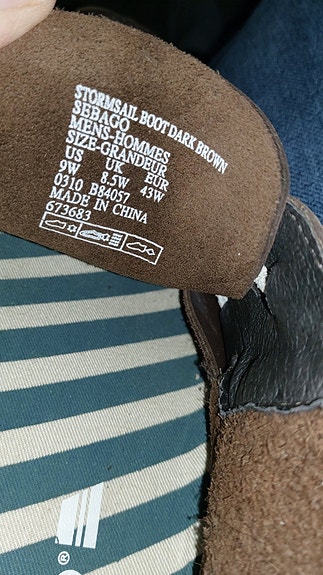 STORMSAIL BOOT DARK BROWN
SEBAGO
MENS-HOMMES
SIZE-GRANDEUR
US UK EUR
9W 8.5W 43W
0310 B84057
MADE IN CHINA
673683
®